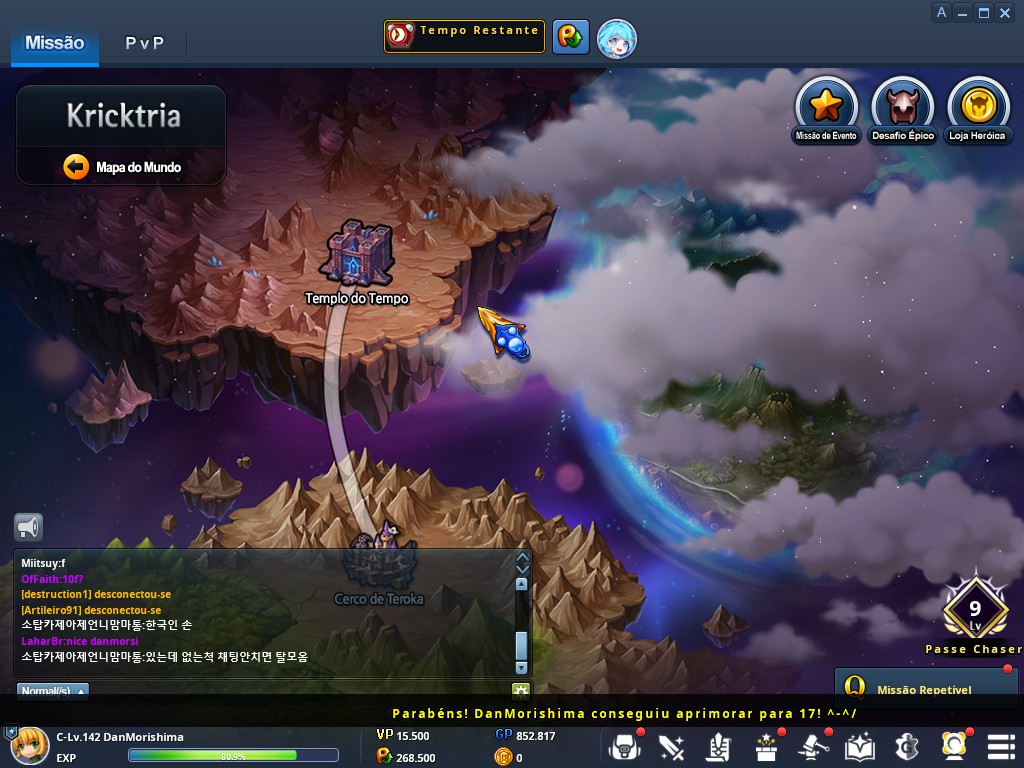 A
Missão
PvP
Tempo Restante
Kricktria
Mapa do Mundo
Missão de Evento
Desafio Épico
Loja Heróica
Templo do Tempo
Cerco de Teroka
Miitsuy:f
OfFaith:10f?
[destruction1] desconectou-se
[Artileiro91] desconectou-se
소탑카제아제언니맘마통:한국인 손
LaharBr:nice danmorsi
소탑카제아제언니맘마통:있는데 없는척 채팅안치면 탈모옴
Normal(/s)
9
Lv
Passe Chaser
Q Missão Repetível
Parabéns! DanMorishima conseguiu aprimorar para 17! ^-^/
C-Lv.142 DanMorishima
EXP
80.9%
VP 15.500
GP 852.817
268.500
0